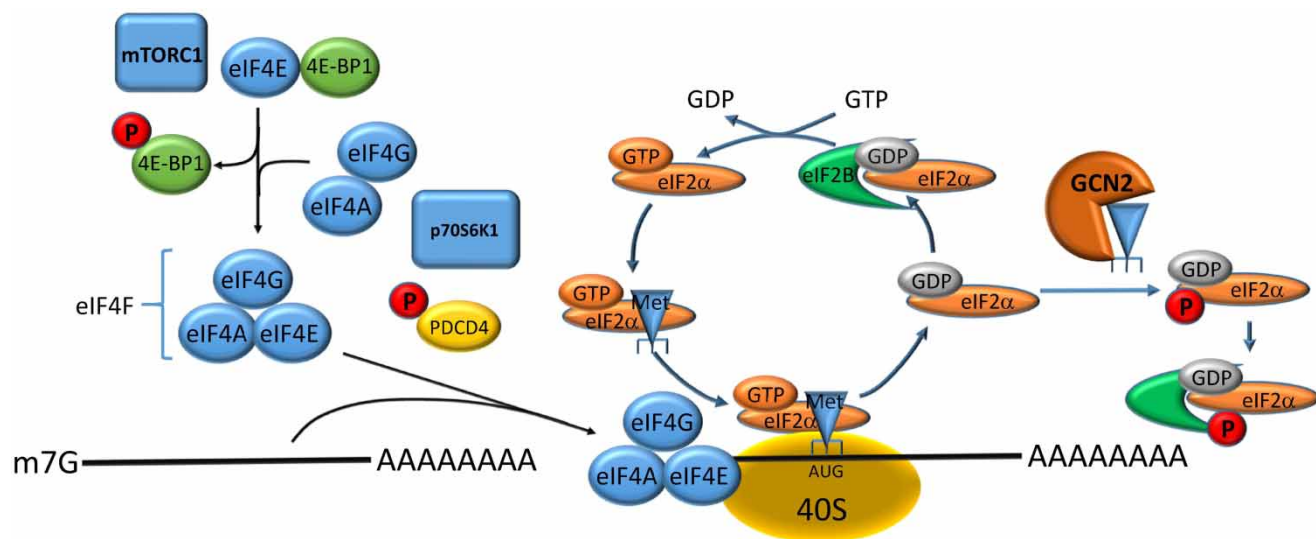 mTORC1
eIF4E
4E-BP1
P
4E-BP1
eIF4G
eIF4A
p70S6K1
eIF4F
eIF4G
eIF4A
eIF4E
P
PDCD4
GDP
GTP
GTP
eIF2α
eIF2B
GDP
eIF2α
GCN2
GTP
eIF2α
Met
GDP
eIF2α
GDP
P
eIF2α
GTP
eIF2α
Met
GDP
eIF2α
P
eIF4G
eIF4A
eIF4E
m7G
AAAAAAAA
AUG
40S
AAAAAAAA